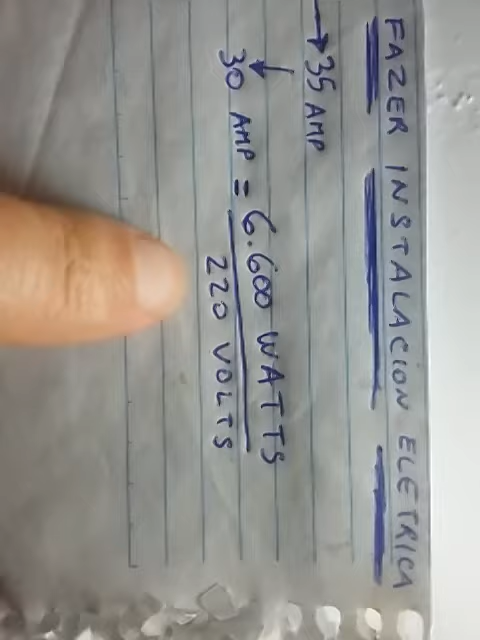 FAZER INSTALACION ELETRICA
→ 35 AMP
30 AMP = 6.600 WATTS
220 VOLTS